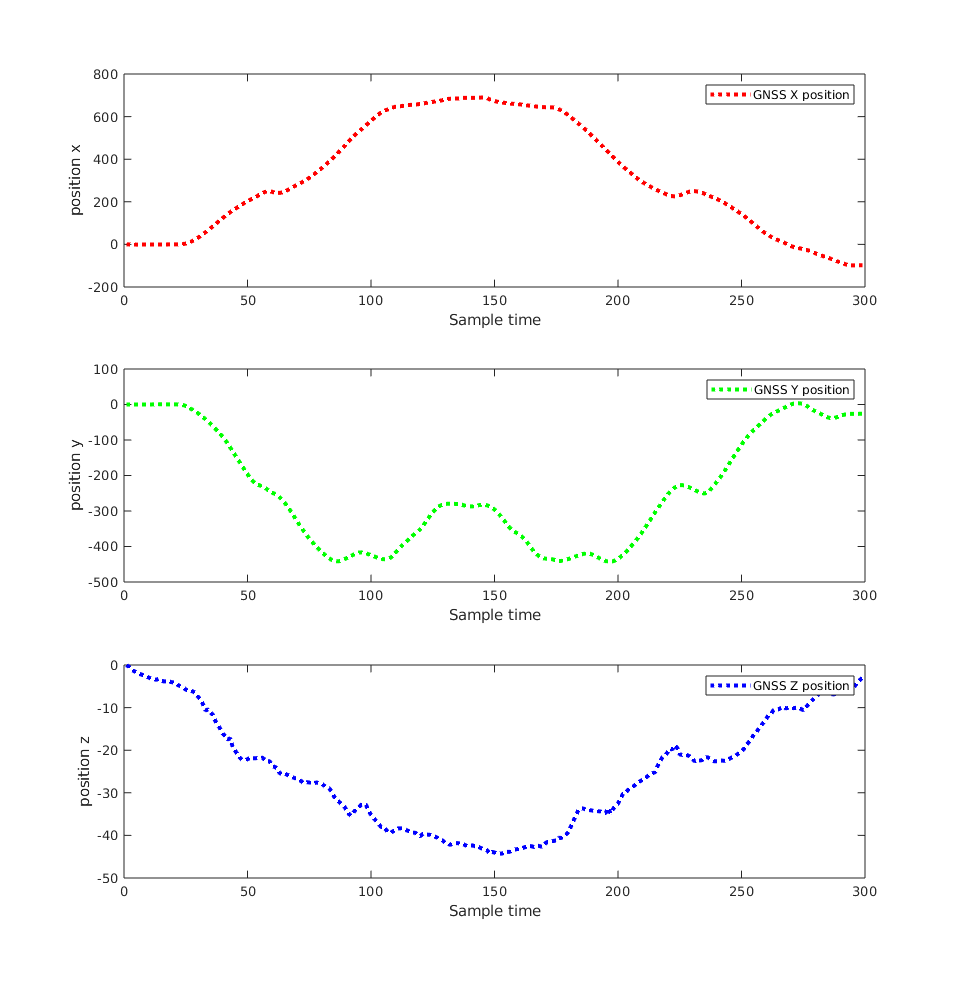 800
600
400
200
0
-200
position x
GNSS X position
0 50 100 150 200 250 300
Sample time
100
0
-100
-200
-300
-400
-500
position y
GNSS Y position
0 50 100 150 200 250 300
Sample time
0
-10
-20
-30
-40
-50
position z
GNSS Z position
0 50 100 150 200 250 300
Sample time